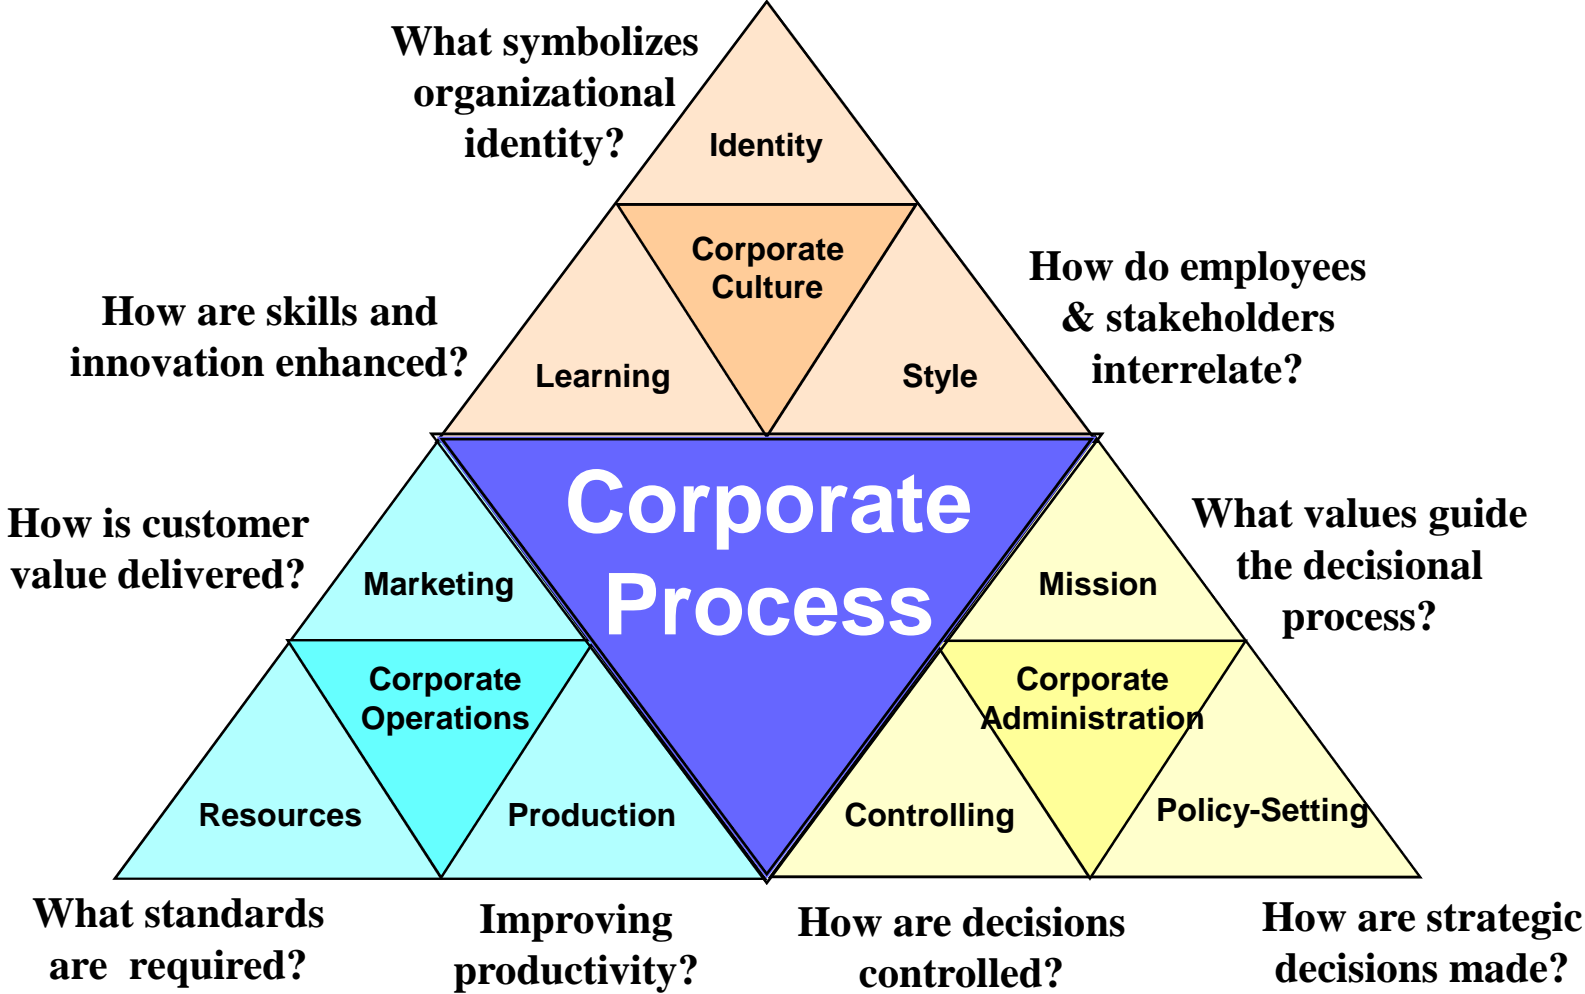 What symbolizes
organizational
identity?
Identity
Corporate
Culture
How do employees
& stakeholders
interrelate?
How are skills and
innovation enhanced?
Learning
Style
Corporate
Process
How is customer
value delivered?
Marketing
Mission
What values guide
the decisional
process?
Corporate
Operations
Corporate
Administration
Resources
Production
Controlling
Policy-Setting
What standards
are  required?
Improving
productivity?
How are decisions
controlled?
How are strategic
decisions made?